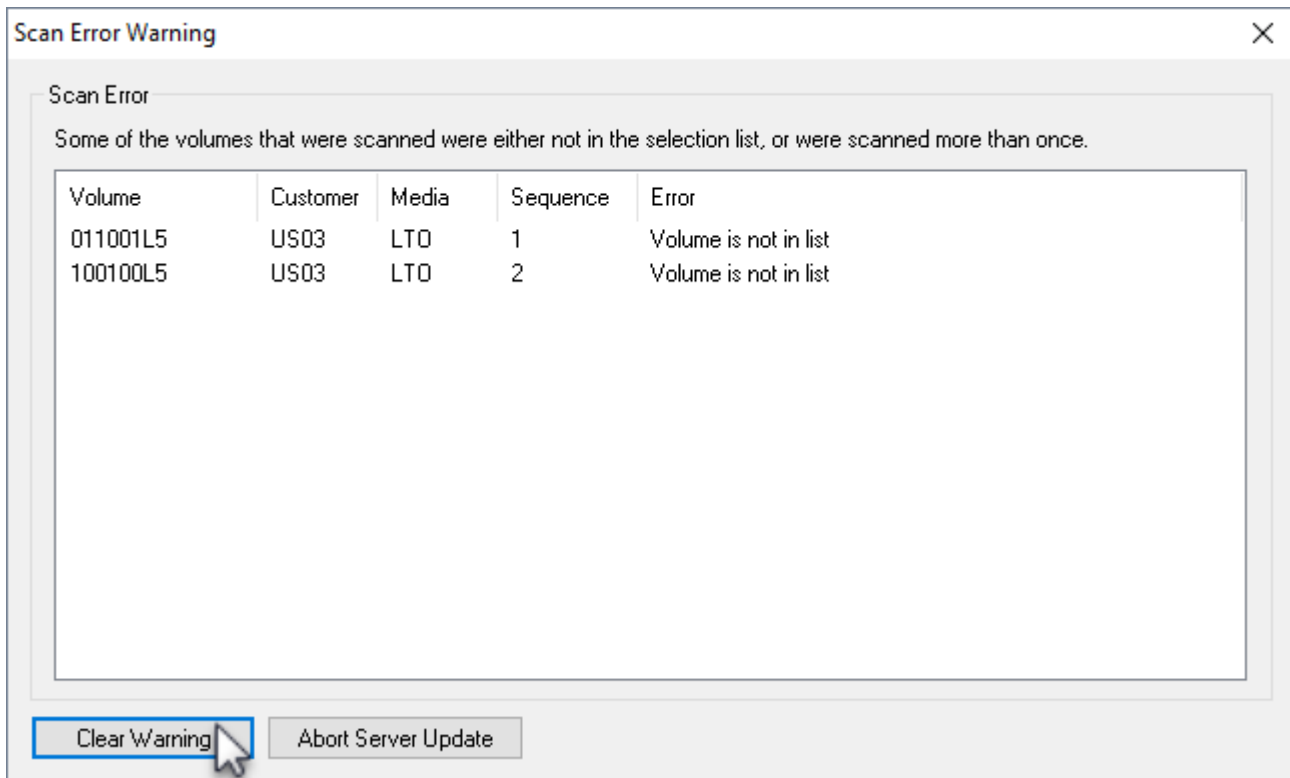 Scan Error Warning
Scan Error
Some of the volumes that were scanned were either not in the selection list, or were scanned more than once.
Volume Customer Media Sequence Error
011001L5 US03 LTO 1 Volume is not in list
100100L5 US03 LTO 2 Volume is not in list
Clear Warning Abort Server Update